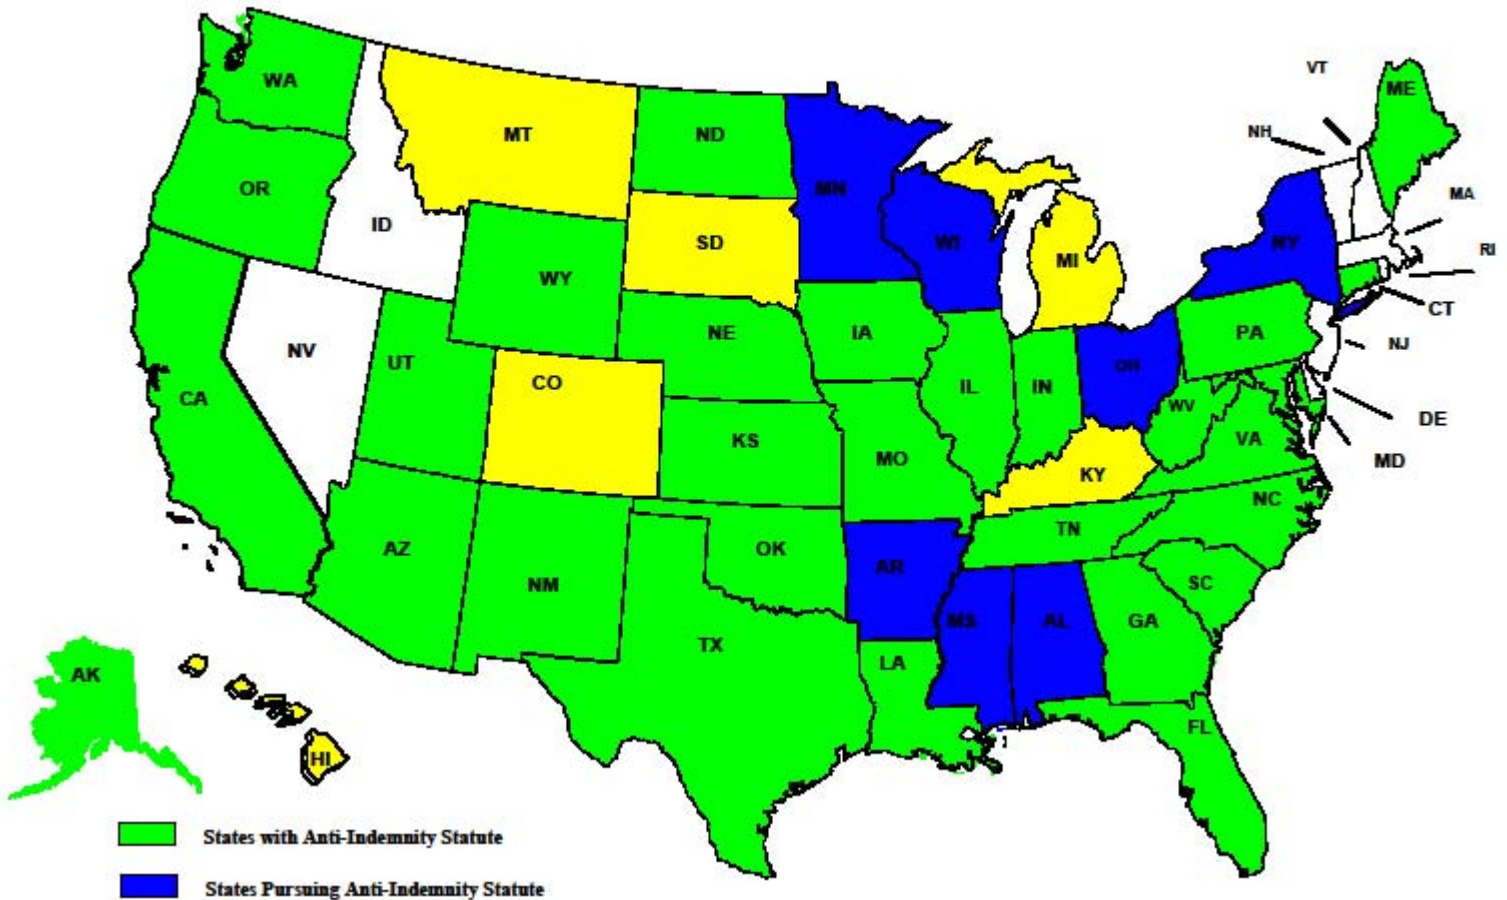 VT
ME
WA
MT
ND
NH
OR
MN
MA
ID
SD
WI
NY
RI
MI
WY
CT
NE
IA
PA
NV
UT
NJ
CO
OH
IL
IN
CA
WV
DE
KS
VA
MO
MD
KY
NC
TN
AZ
OK
AR
NM
SC
MS
AL
GA
TX
LA
AK
FL
HI
States with Anti-Indemnity Statute
States Pursuing Anti-Indemnity Statute